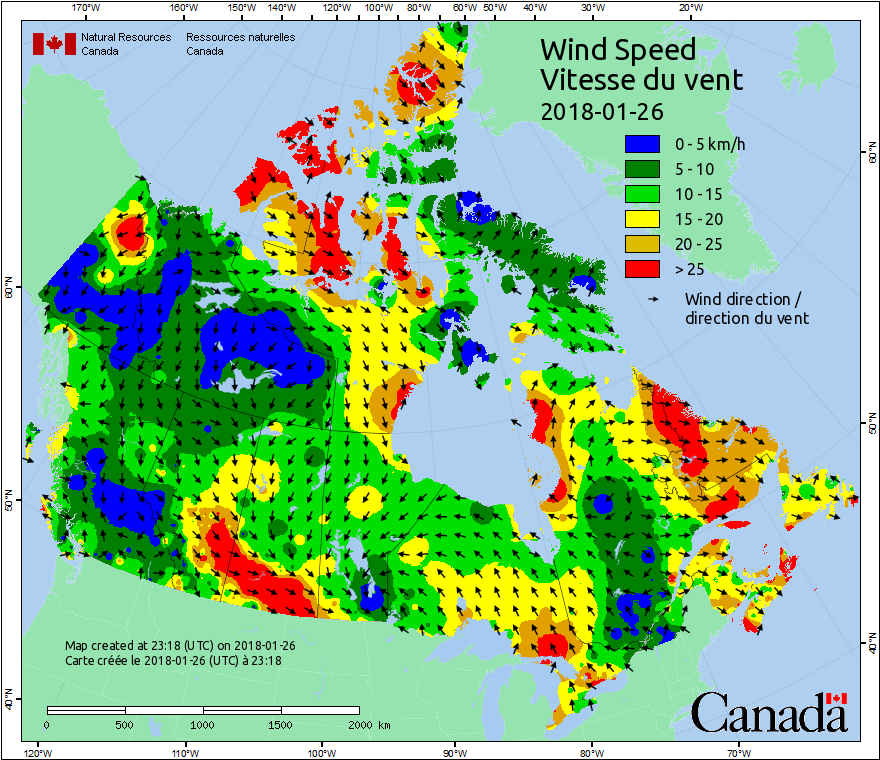 170°W 160°W 150°W 140°W 120°W 100°W 80°W 60°W 50°W 40°W 30°W 20°W
Natural Resources Canada
Ressources naturelles Canada
Wind Speed
Vitesse du vent
2018-01-26
0 - 5 km/h
5 - 10
10 - 15
15 - 20
20 - 25
> 25
Wind direction /
direction du vent
60°N
60°N
50°N
50°N
40°N
40°N
Map created at 23:18 (UTC) on 2018-01-26
Carte créée le 2018-01-26 (UTC) à 23:18
0 500 1000 1500 2000 km
Canada
120°W 110°W 100°W 90°W 80°W 70°W